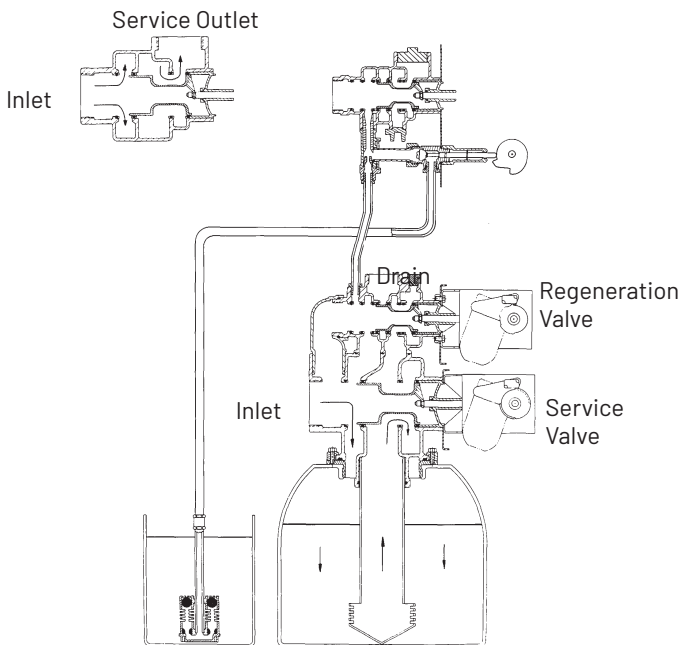 Service Outlet
Inlet
Drain
Regeneration
Valve
Inlet
Service
Valve